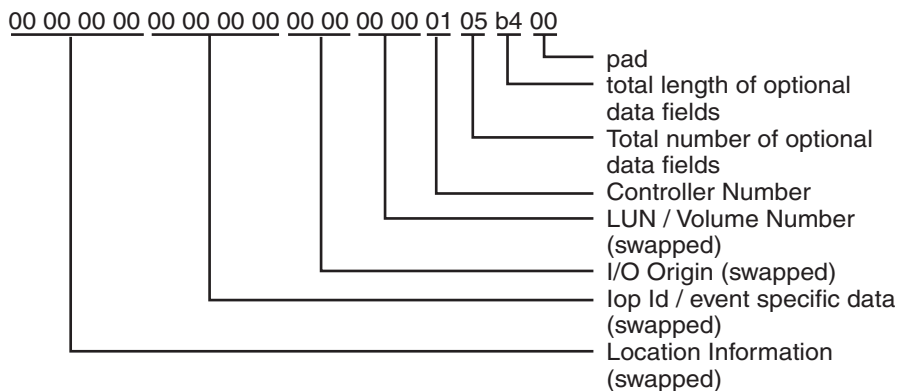 00 00 00 00 00 00 00 00 00 00 00 00 01 05 b4 00
pad
total length of optional
data fields
Total number of optional
data fields
Controller Number
LUN / Volume Number
(swapped)
I/O Origin (swapped)
Iop Id / event specific data
(swapped)
Location Information
(swapped)